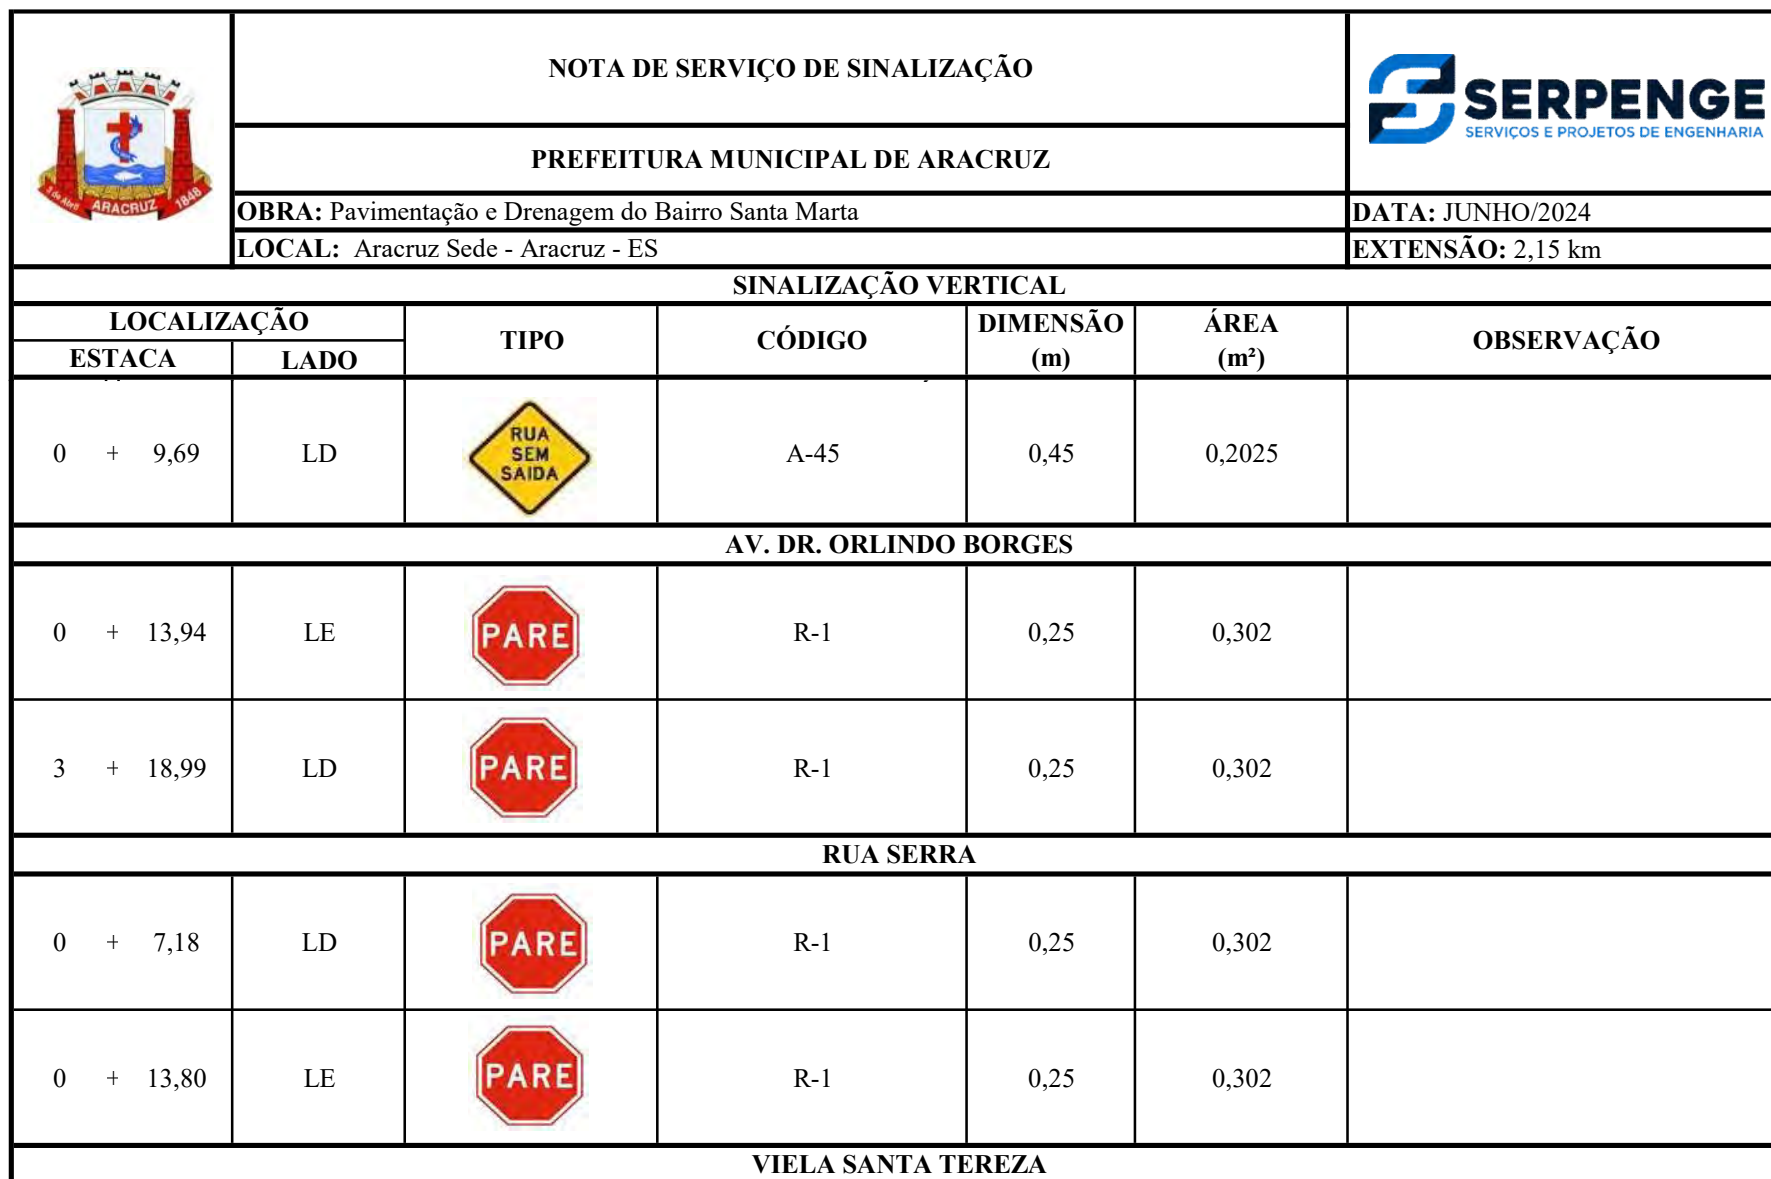 NOTA DE SERVIÇO DE SINALIZAÇÃO
SERPENGE
SERVIÇOS E PROJETOS DE ENGENHARIA
PREFEITURA MUNICIPAL DE ARACRUZ
5 de Abril ARACRUZ 1848
OBRA: Pavimentação e Drenagem do Bairro Santa Marta DATA: JUNHO/2024
LOCAL: Aracruz Sede - Aracruz - ES EXTENSÃO: 2,15 km
SINALIZAÇÃO VERTICAL
LOCALIZAÇÃO TIPO CÓDIGO DIMENSÃO (m) ÁREA (m²) OBSERVAÇÃO
ESTACA LADO
0 + 9,69 LD RUA SEM SAIDA A-45 0,45 0,2025
AV. DR. ORLINDO BORGES
0 + 13,94 LE PARE R-1 0,25 0,302
3 + 18,99 LD PARE R-1 0,25 0,302
RUA SERRA
0 + 7,18 LD PARE R-1 0,25 0,302
0 + 13,80 LE PARE R-1 0,25 0,302
VIELA SANTA TEREZA